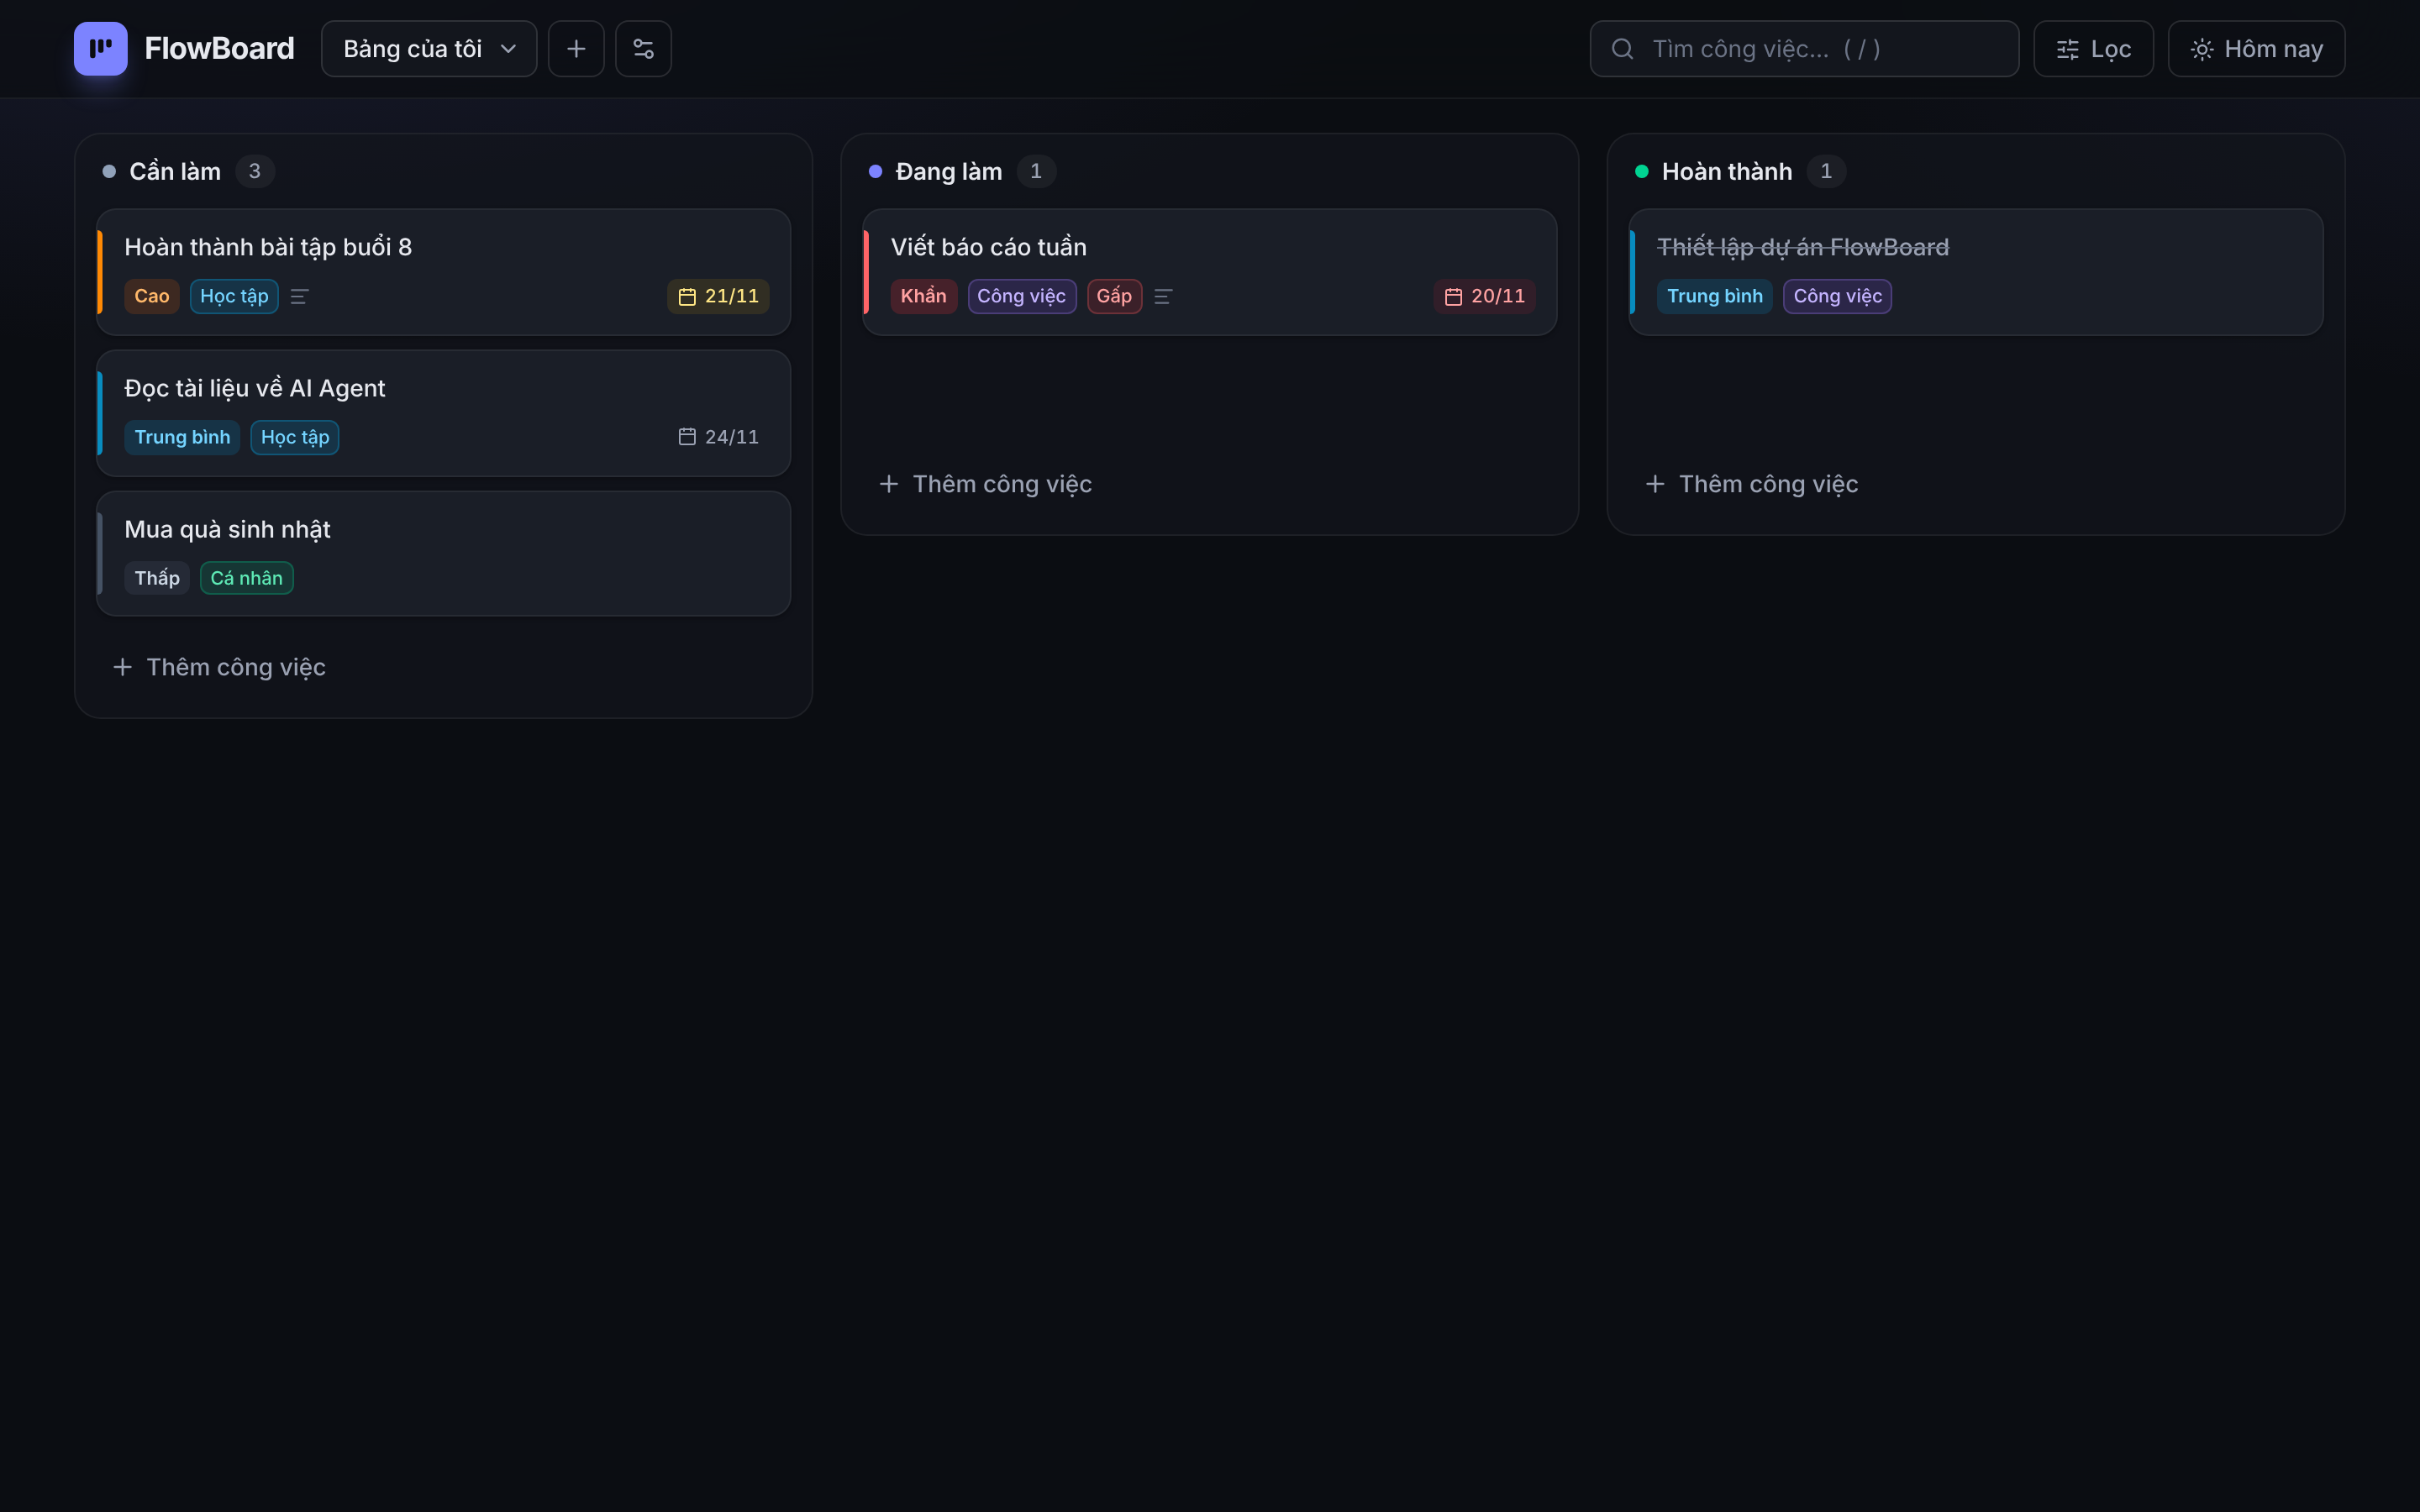 FlowBoard
Bảng của tôi
Tìm công việc... ( / )
Lọc
Hôm nay
Cần làm 3
Hoàn thành bài tập buổi 8
Cao Học tập 21/11
Đọc tài liệu về AI Agent
Trung bình Học tập 24/11
Mua quà sinh nhật
Thấp Cá nhân
Thêm công việc
Đang làm 1
Viết báo cáo tuần
Khẩn Công việc Gấp 20/11
Thêm công việc
Hoàn thành 1
Thiết lập dự án FlowBoard
Trung bình Công việc
Thêm công việc